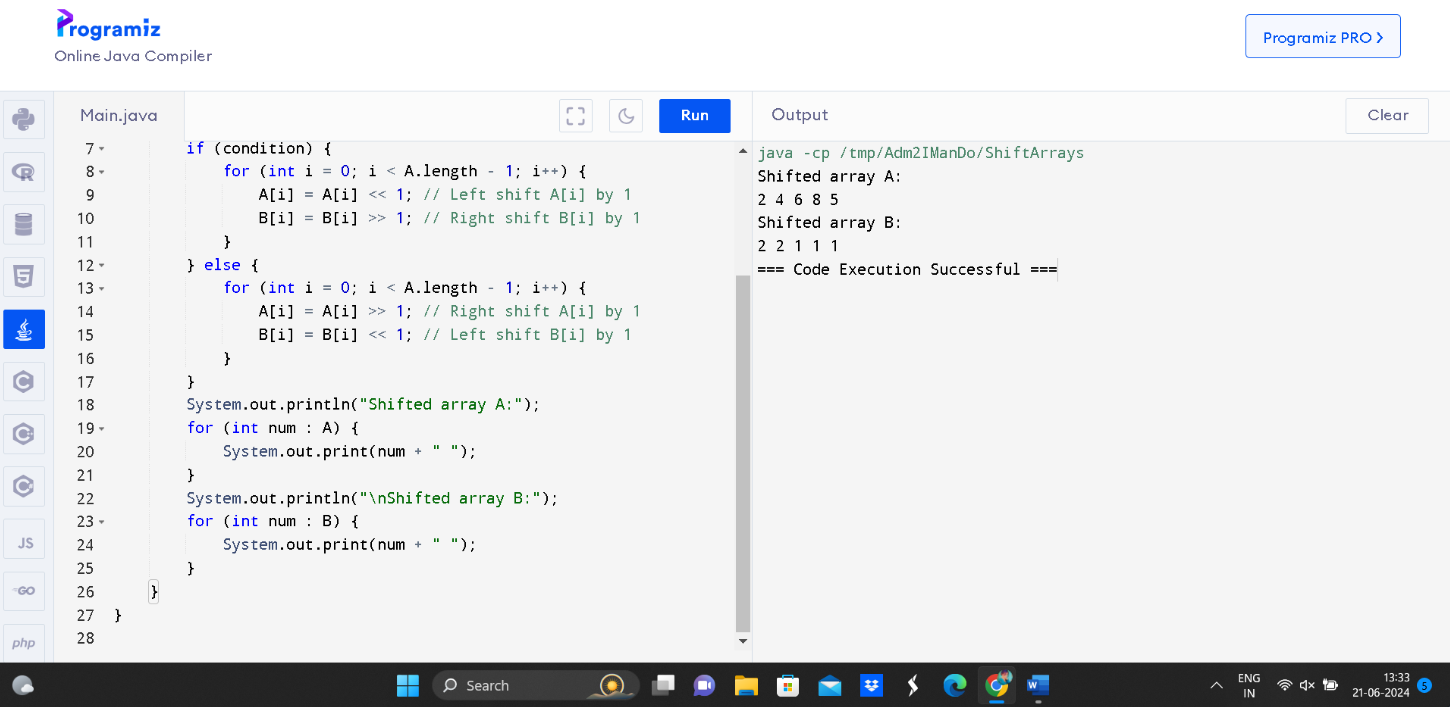 Programiz
Online Java Compiler
Programiz PRO
Main.java
Run
Output
Clear
7 if (condition) {
8 for (int i = 0; i < A.length - 1; i++) {
9 A[i] = A[i] << 1; // Left shift A[i] by 1
10 B[i] = B[i] >> 1; // Right shift B[i] by 1
11 }
12 } else {
13 for (int i = 0; i < A.length - 1; i++) {
14 A[i] = A[i] >> 1; // Right shift A[i] by 1
15 B[i] = B[i] << 1; // Left shift B[i] by 1
16 }
17 }
18 System.out.println("Shifted array A:");
19 for (int num : A) {
20 System.out.print(num + " ");
21 }
22 System.out.println("\nShifted array B:");
23 for (int num : B) {
24 System.out.print(num + " ");
25 }
26 }
27 }
28
java -cp /tmp/Adm2IManDo/ShiftArrays
Shifted array A:
2 4 6 8 5
Shifted array B:
2 2 1 1 1
=== Code Execution Successful ===
JS
GO
php
Search
W
ENG
IN
13:33
21-06-2024
5